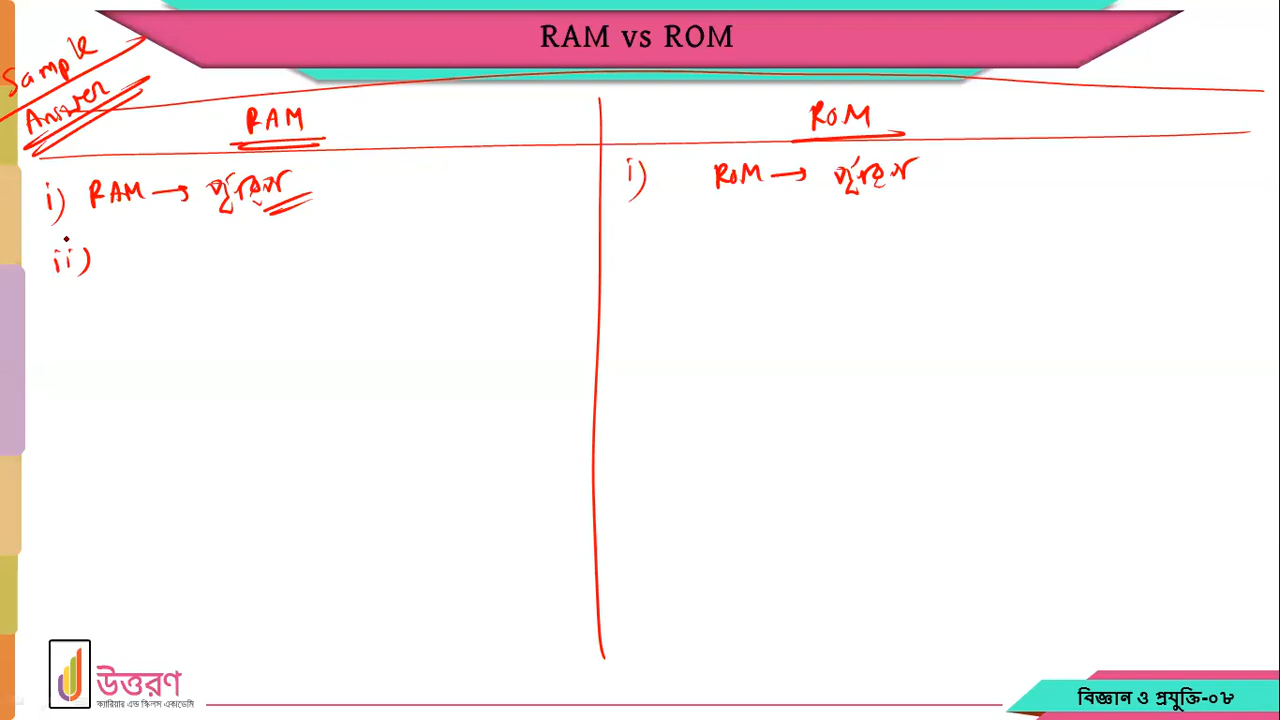 RAM vs ROM
Sample
Answer
RAM
ROM
i) RAM → পূর্ণরূপ
i) ROM → পূর্ণরূপ
ii)
উত্তরণ
ক্যারিয়ার এন্ড স্কিলস একাডেমি
বিজ্ঞান ও প্রযুক্তি-০৮